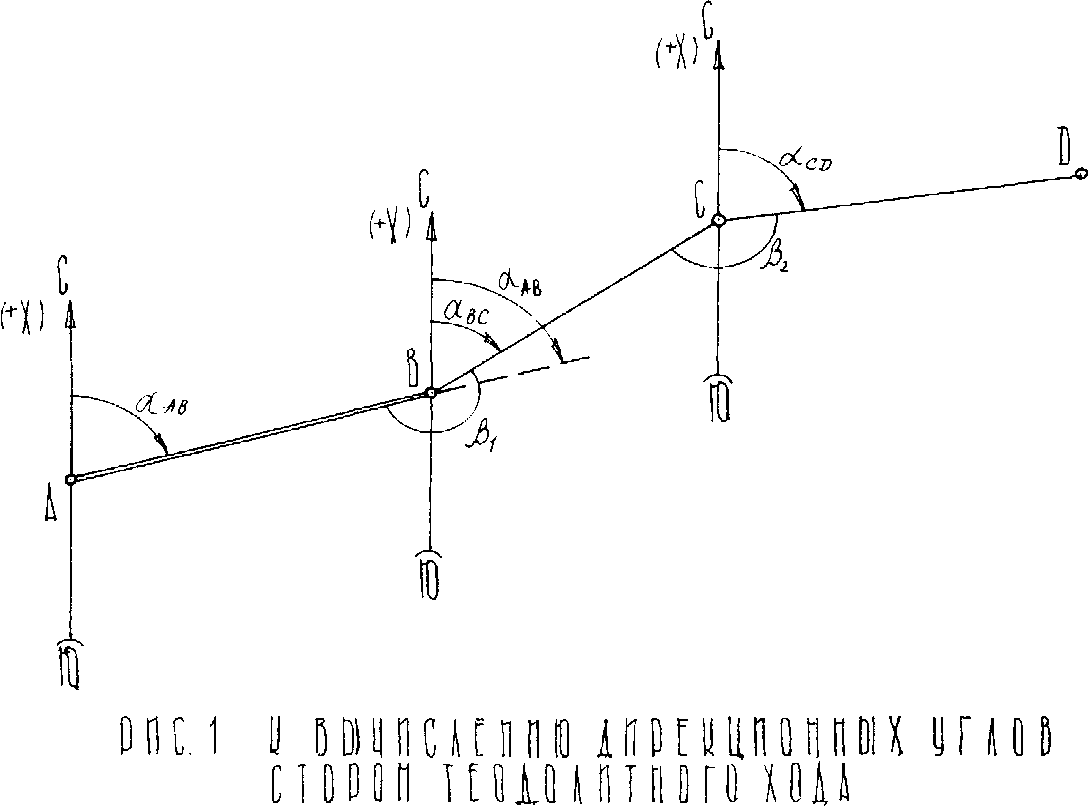 С
(+X)
D
α CD
С
C
(+X)
β₂
α AB
С
α BC
(+X)
B
Ю
α AB
β₁
A
Ю
Ю
РИС. 1 К ВЫЧИСЛЕНИЮ ДИРЕКЦИОННЫХ УГЛОВ
СТОРОН ТЕОДОЛИТНОГО ХОДА